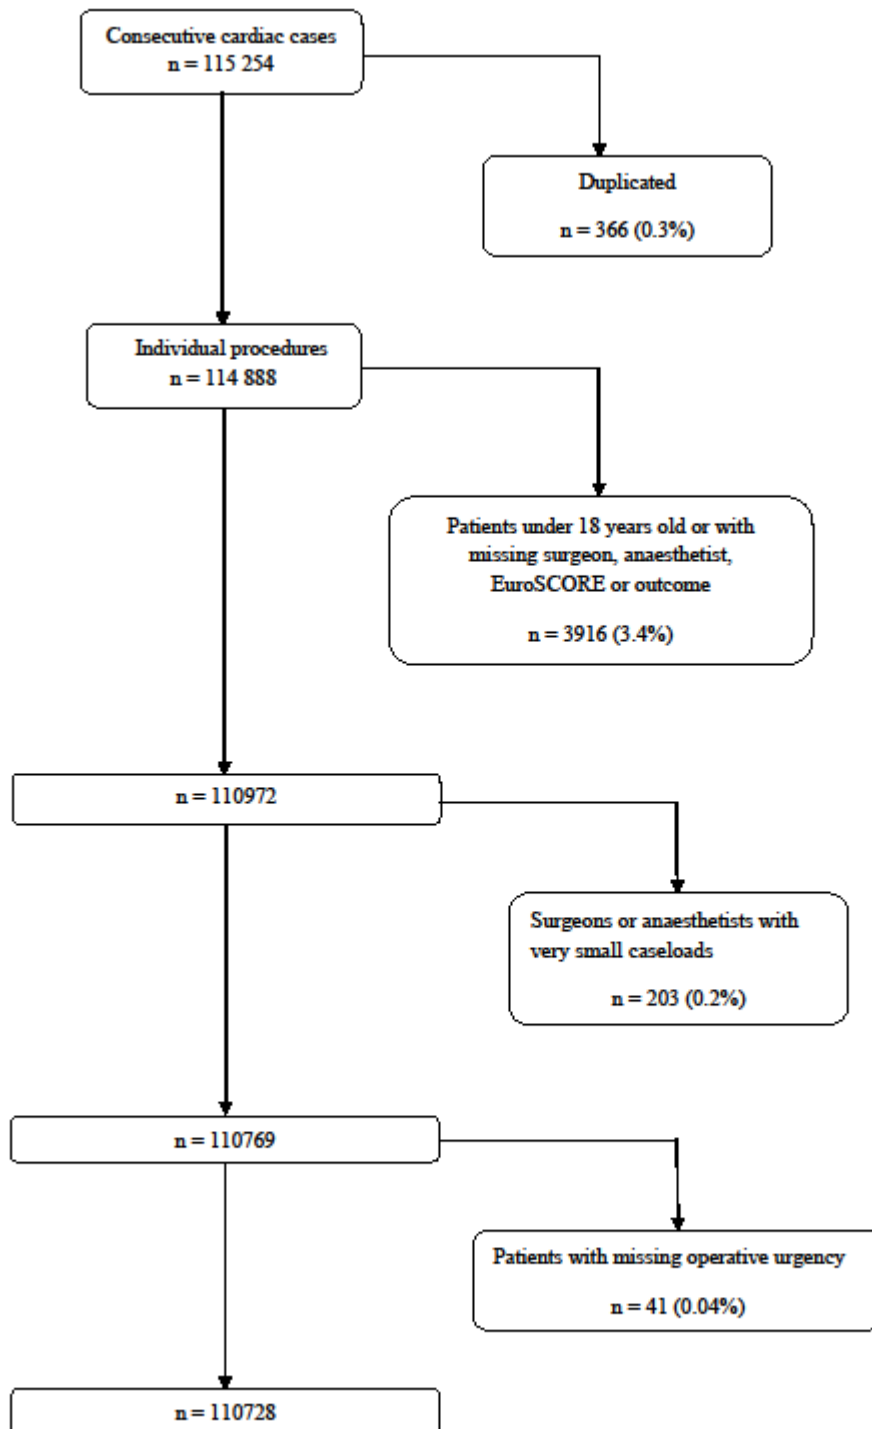 Consecutive cardiac cases
n = 115 254
Duplicated
n = 366 (0.3%)
Individual procedures
n = 114 888
Patients under 18 years old or with
missing surgeon, anaesthetist,
EuroSCORE or outcome
n = 3916 (3.4%)
n = 110972
Surgeons or anaesthetists with
very small caseloads
n = 203 (0.2%)
n = 110769
Patients with missing operative urgency
n = 41 (0.04%)
n = 110728